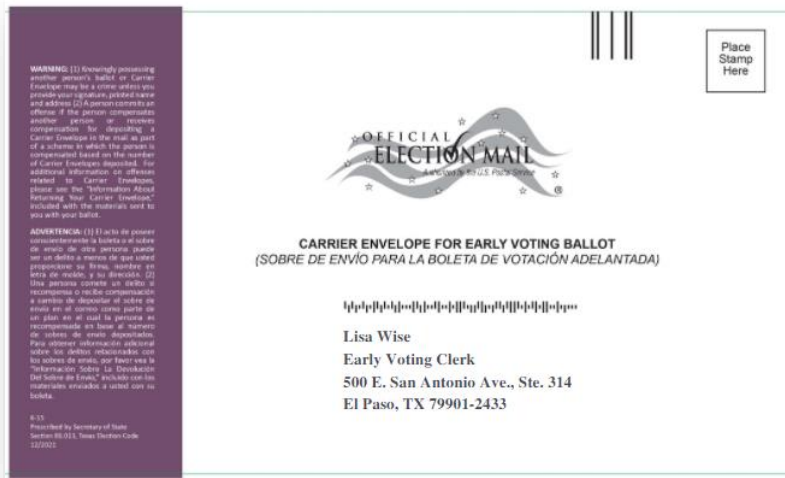 WARNING: (1) Knowingly possessing
another person's ballot or Carrier
Envelope may be a crime unless you
provide your signature, printed name
and address (2) A person commits an
offense if the person compensates
another person or receives
compensation for depositing a
Carrier Envelope in the mail as part
of a scheme in which the person is
compensated based on the number
of Carrier Envelopes deposited. For
additional information on offenses
related to Carrier Envelopes,
please see the "Information About
Returning Your Carrier Envelope,"
included with the materials sent to
you with your ballot.
ADVERTENCIA: (1) El acto de poseer
conscientemente la boleta o el sobre
de envío de otra persona puede
ser un delito a menos de que usted
proporcione su firma, nombre en
letra de molde, y su dirección. (2)
Una persona comete un delito si
recompensa o recibe compensación
a cambio de depositar el sobre de
envío en el correo como parte de
un plan en el cual la persona es
recompensada en base al número
de sobres de envío depositados.
Para obtener información adicional
sobre los delitos relacionados con
los sobres de envío, por favor vea la
"Información Sobre La Devolución
Del Sobre de Envío," incluido con los
materiales enviados a usted con su
boleta.
Prescribed by Secretary of State
Texas Election Code
12/2021
Place
Stamp
Here
OFFICIAL
ELECTION MAIL
by the U.S. Postal Service
®
CARRIER ENVELOPE FOR EARLY VOTING BALLOT
(SOBRE DE ENVÍO PARA LA BOLETA DE VOTACIÓN ADELANTADA)
Lisa Wise
Early Voting Clerk
500 E. San Antonio Ave., Ste. 314
El Paso, TX 79901-2433